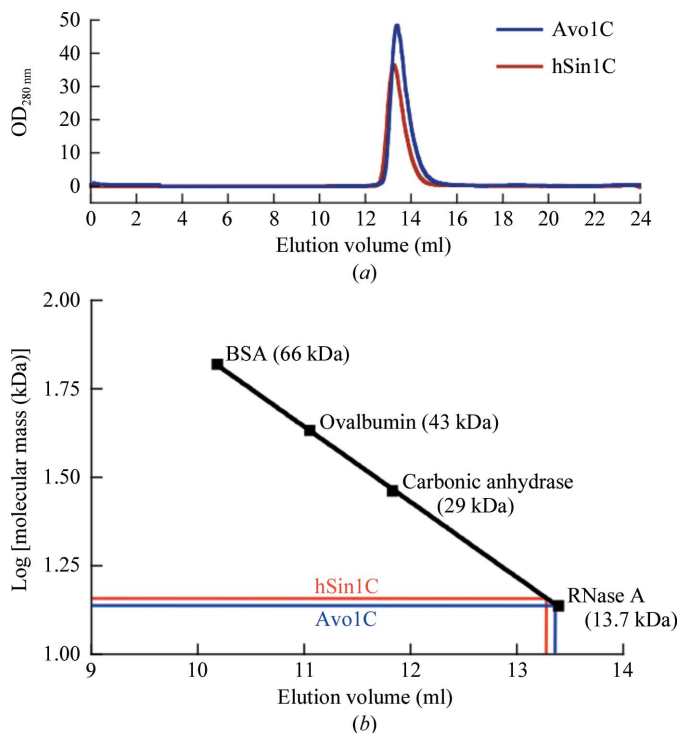 50
40
30
20
10
0
OD280 nm
Avo1C
hSin1C
0 2 4 6 8 10 12 14 16 18 20 22 24
Elution volume (ml)
(a)
2.00
1.75
1.50
1.25
1.00
Log [molecular mass (kDa)]
BSA (66 kDa)
Ovalbumin (43 kDa)
Carbonic anhydrase
(29 kDa)
hSin1C
Avo1C
RNase A
(13.7 kDa)
9 10 11 12 13 14
Elution volume (ml)
(b)